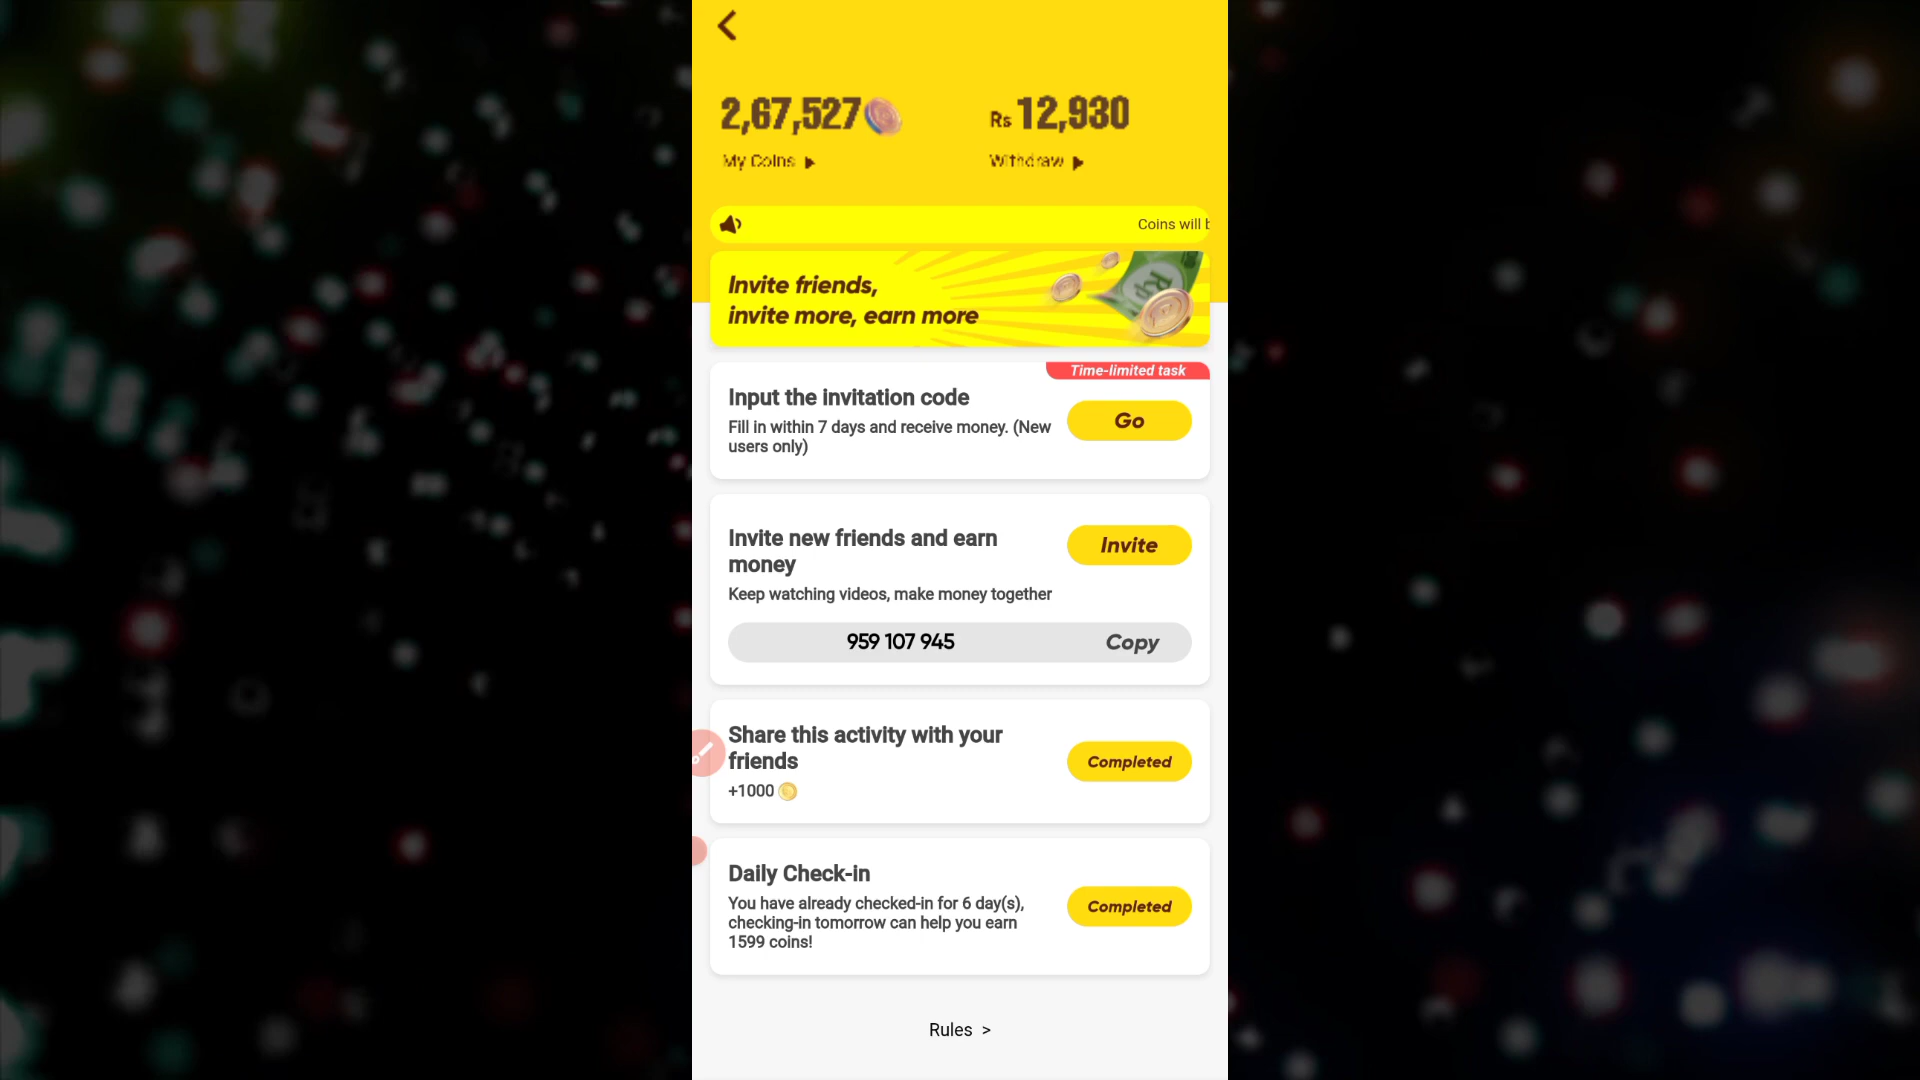 2,67,527
Rs 12,930
My Coins
Withdraw
Coins will
Invite friends,
invite more, earn more
Time-limited task
Input the invitation code
Go
Fill in within 7 days and receive money. (New
users only)
Invite new friends and earn
money
Invite
Keep watching videos, make money together
959 107 945
Copy
Share this activity with your
friends
Completed
+1000
Daily Check-in
You have already checked-in for 6 day(s),
checking-in tomorrow can help you earn
1599 coins!
Completed
Rules >